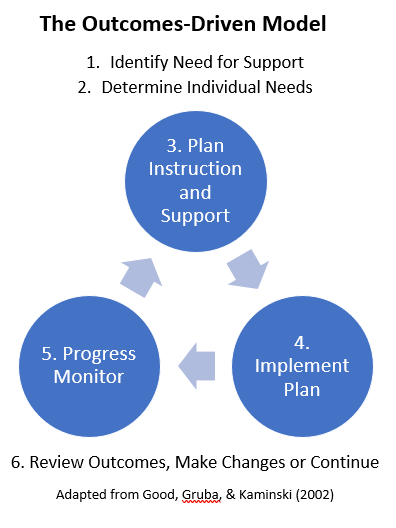 The Outcomes-Driven Model
1. Identify Need for Support
2. Determine Individual Needs
3. Plan
Instruction
and
Support
4.
Implement
Plan
5. Progress
Monitor
6. Review Outcomes, Make Changes or Continue
Adapted from Good, Gruba, & Kaminski (2002)